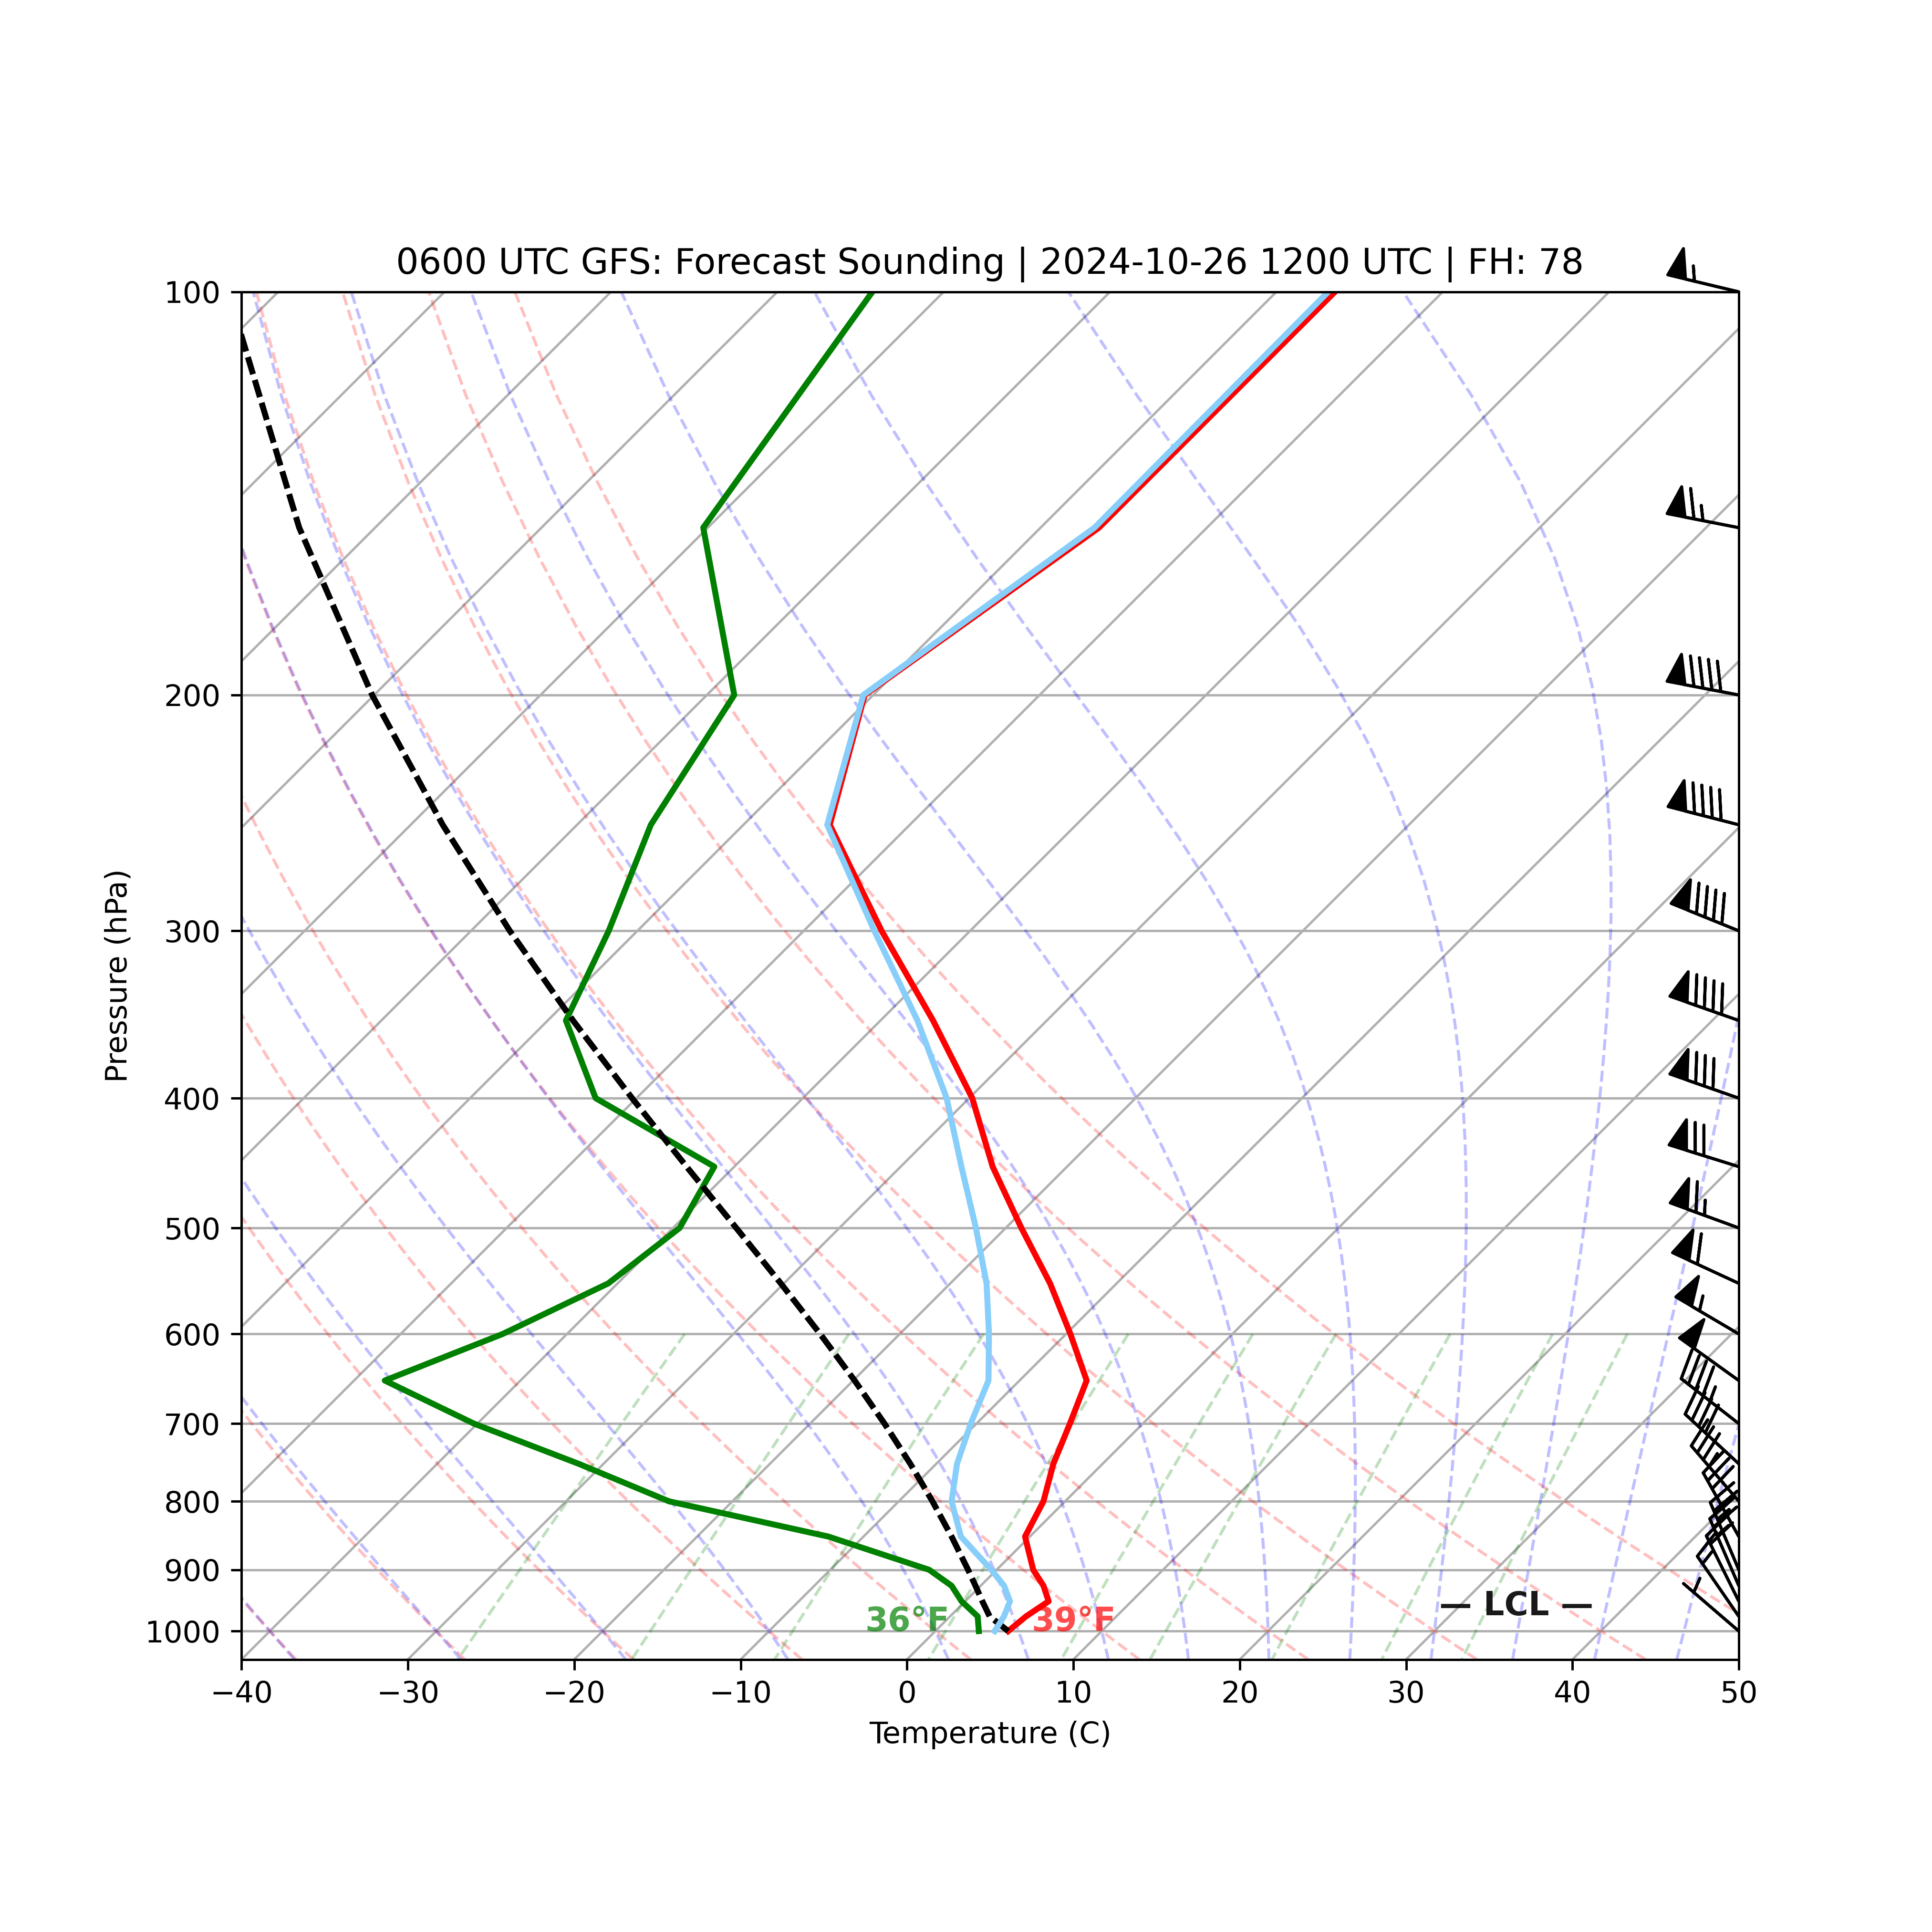 0600 UTC GFS: Forecast Sounding | 2024-10-26 1200 UTC | FH: 78
100
200
300
400
500
600
700
800
900
1000
Pressure (hPa)
36°F
39°F
— LCL —
−40 −30 −20 −10 0 10 20 30 40 50
Temperature (C)